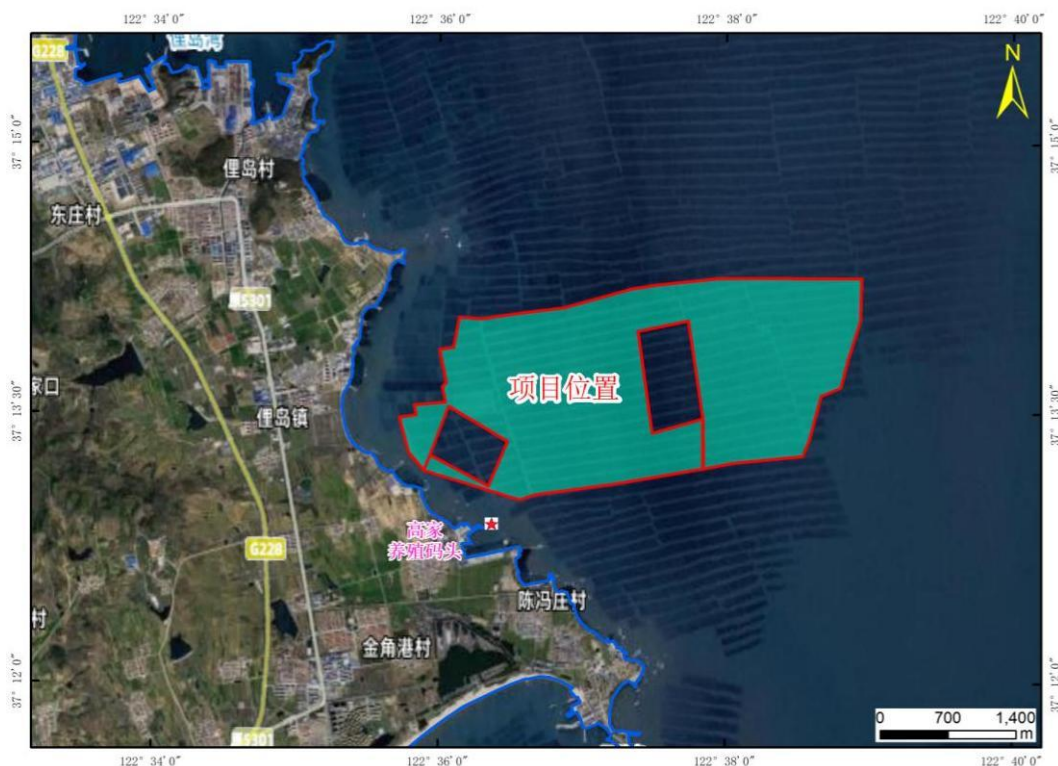 122° 34′0″
122° 36′0″
122° 38′0″
122° 40′0″
G228
俚岛湾
N
37° 15′0″
37° 15′0″
俚岛村
东庄村
S301
项目位置
家口
37° 13′30″
37° 13′30″
俚岛镇
高家
养殖码头
G228
陈冯庄村
村
金角港村
37° 12′0″
37° 12′0″
S301
0 700 1,400
m
122° 34′0″
122° 36′0″
122° 38′0″
122° 40′0″